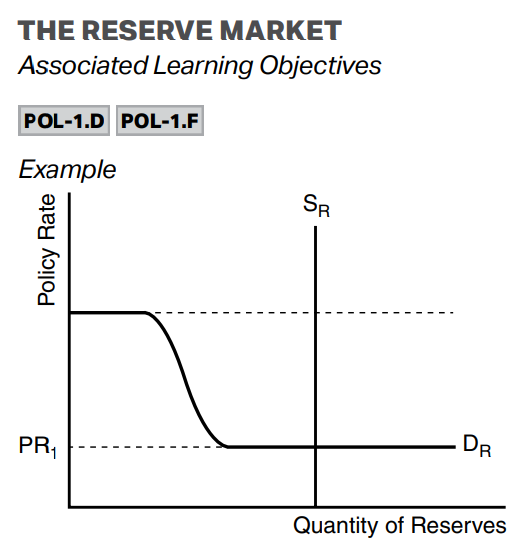 THE RESERVE MARKET
Associated Learning Objectives
POL-1.D POL-1.F
Example
Policy Rate
SR
PR1
DR
Quantity of Reserves